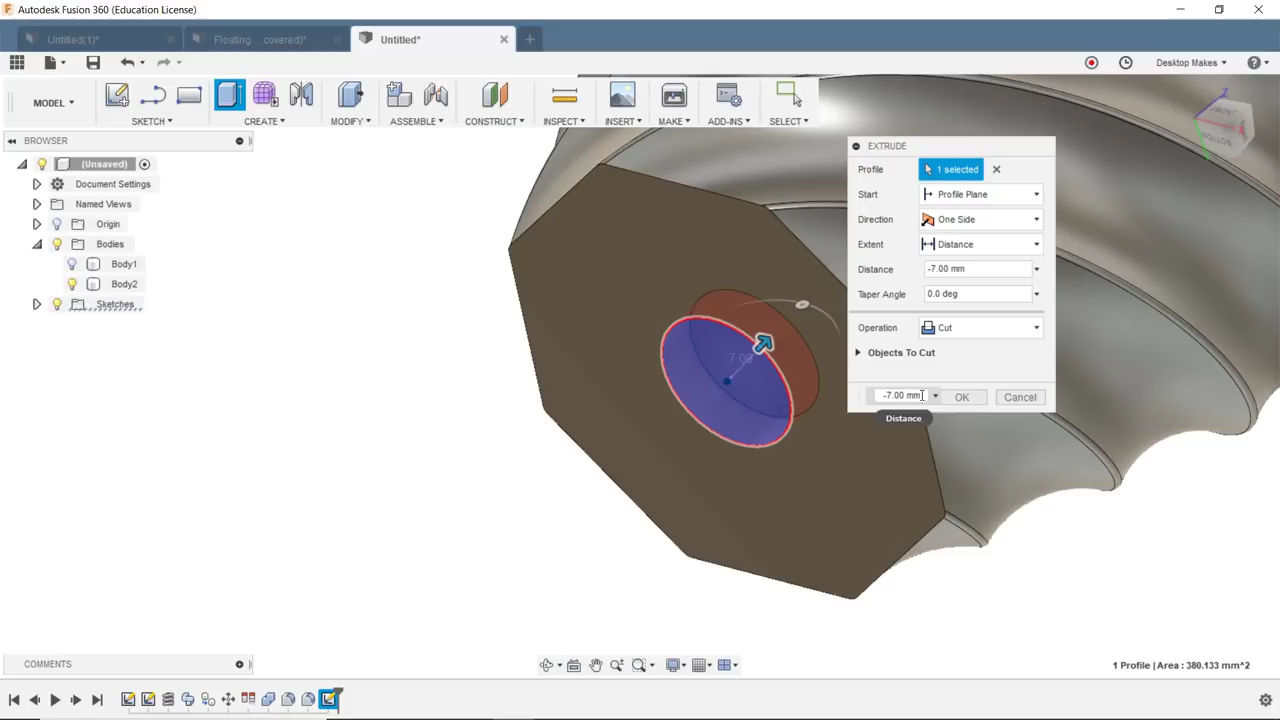 Autodesk Fusion 360 (Education License)
Untitled(1)*
Floating ...covered)*
Untitled*
Desktop Makes
MODEL
SKETCH
CREATE
MODIFY
ASSEMBLE
CONSTRUCT
INSPECT
INSERT
MAKE
ADD-INS
SELECT
BROWSER
(Unsaved)
Document Settings
Named Views
Origin
Bodies
Body1
Body2
Sketches
Z
BOTTOM
EXTRUDE
Profile
1 selected
Start
Profile Plane
Direction
One Side
Extent
Distance
Distance
-7.00 mm
Taper Angle
0.0 deg
Operation
Cut
Objects To Cut
-7.00 mm
OK
Cancel
Distance
7.00
COMMENTS
1 Profile | Area : 380.133 mm^2